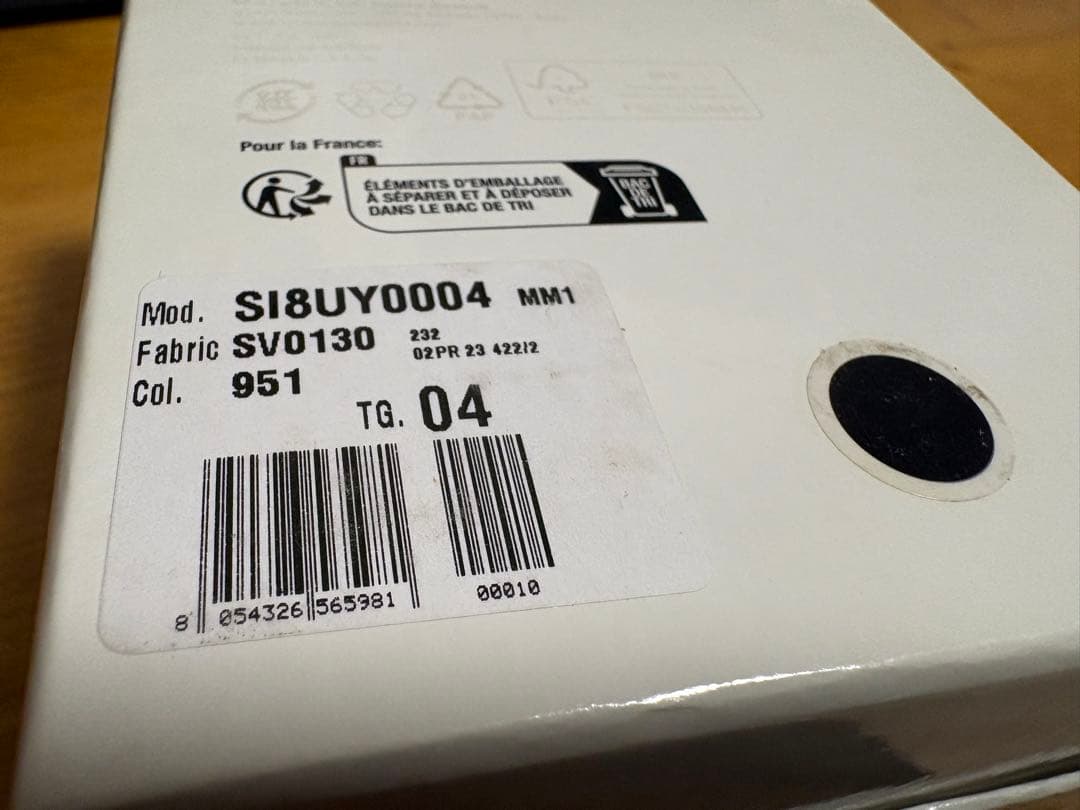 PAP
Pour la France:
FR
ÉLÉMENTS D'EMBALLAGE
À SÉPARER ET À DÉPOSER
DANS LE BAC DE TRI
BAC
DE
TRI
Mod. SI8UY0004 MM1
Fabric SV0130 232
02PR 23 422/2
Col. 951
TG. 04
8 054326 565981
00010